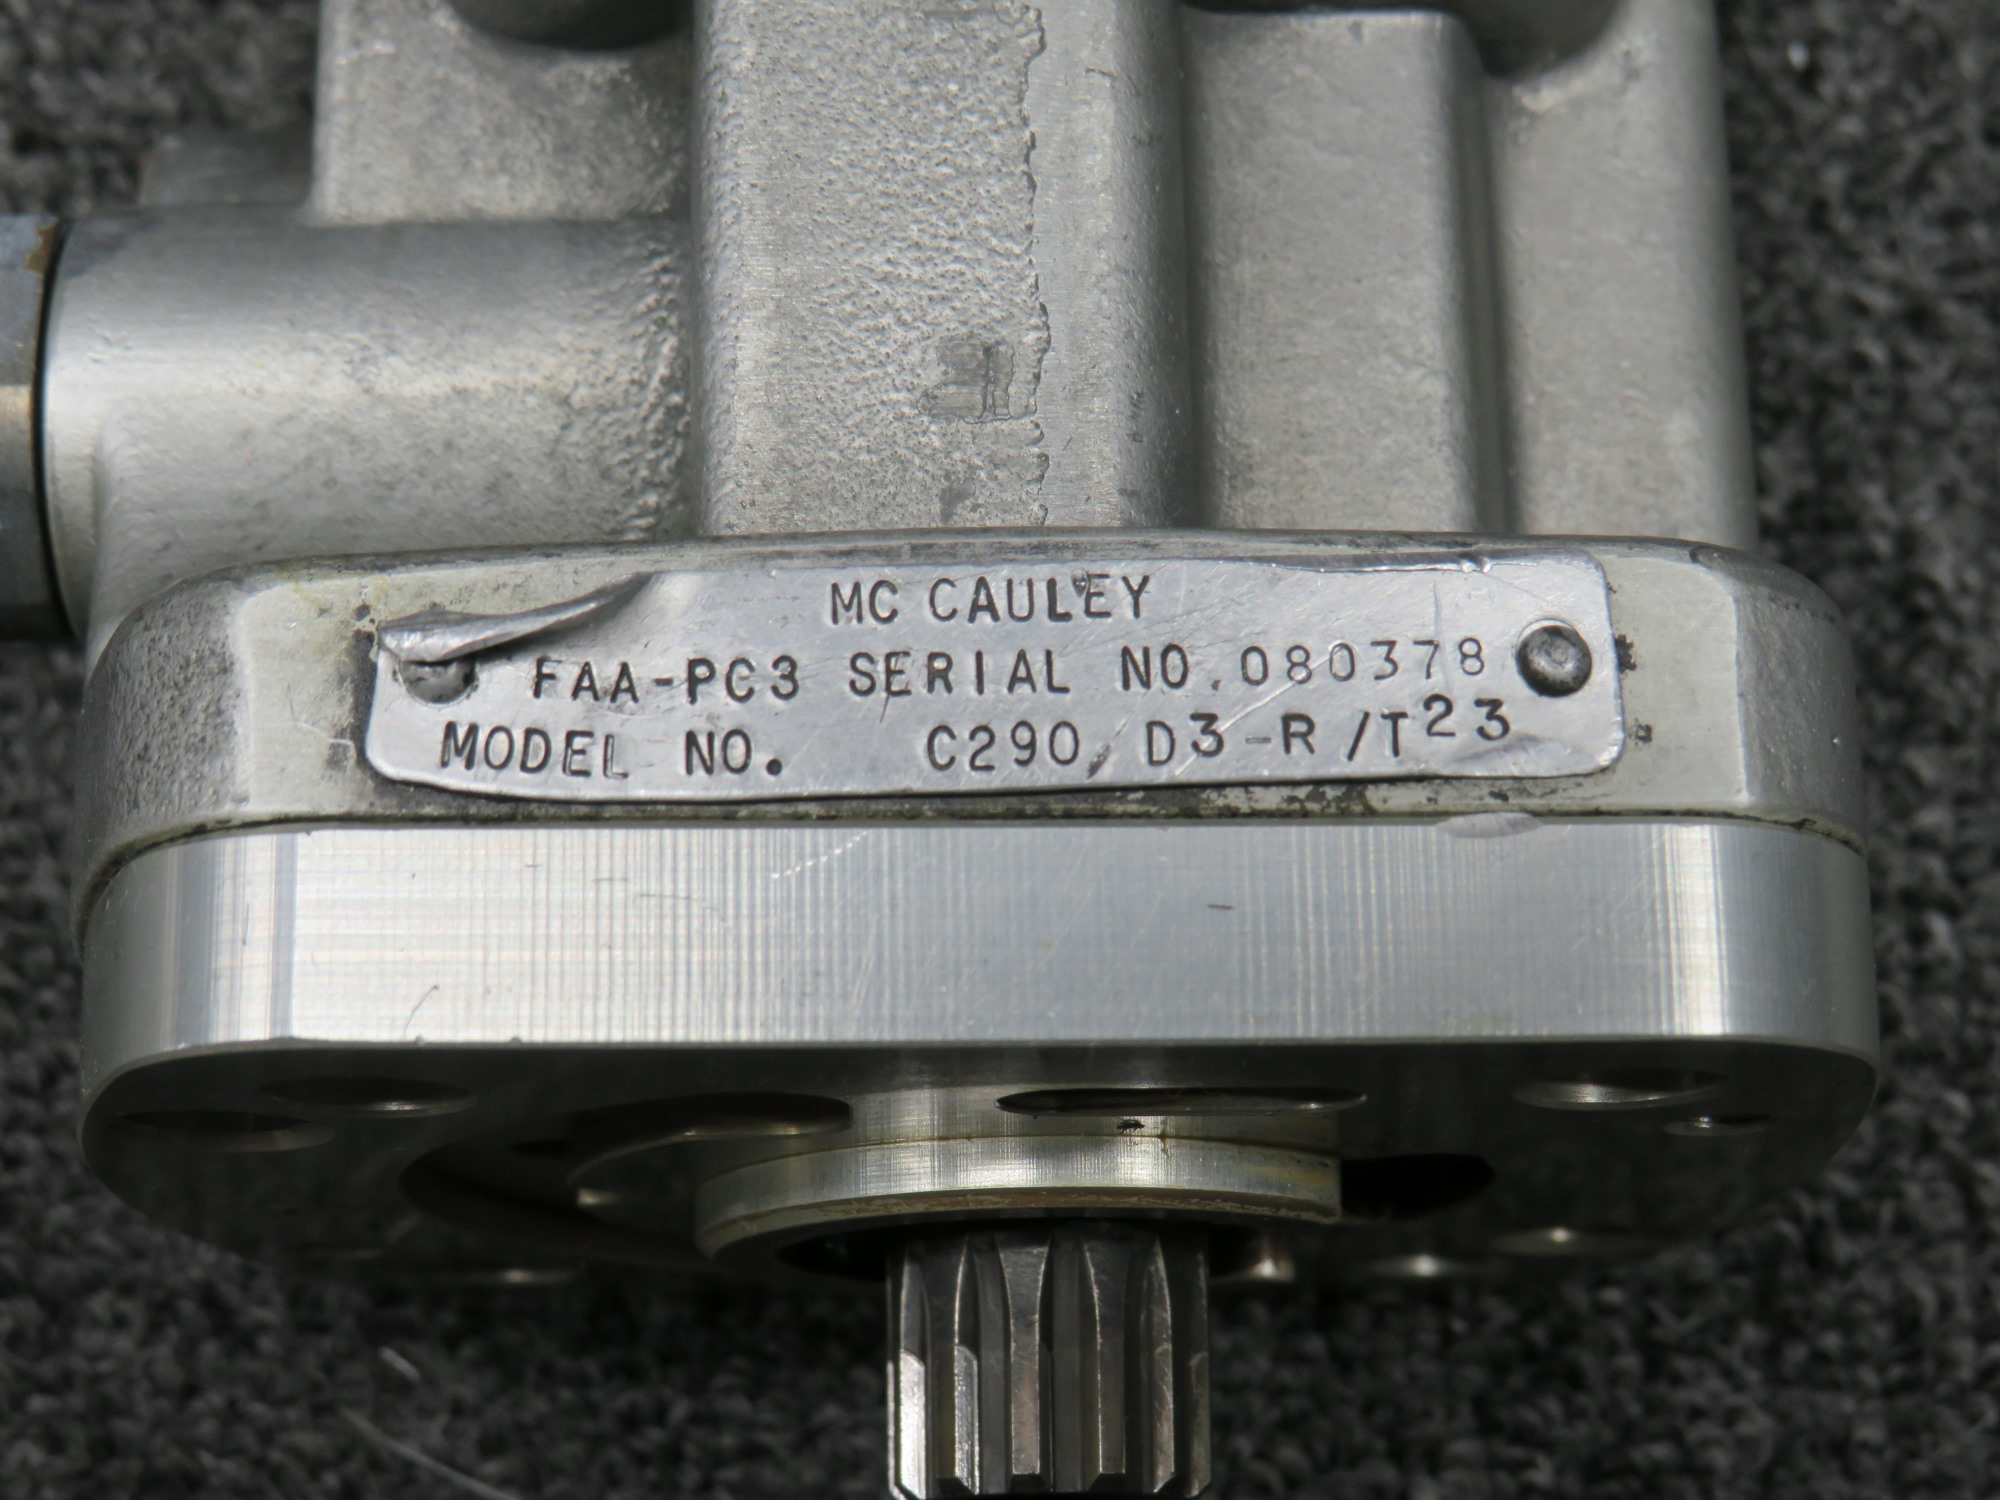 MC CAULEY
FAA-PC3 SERIAL NO. 080378
MODEL NO. C290 D3-R /T23